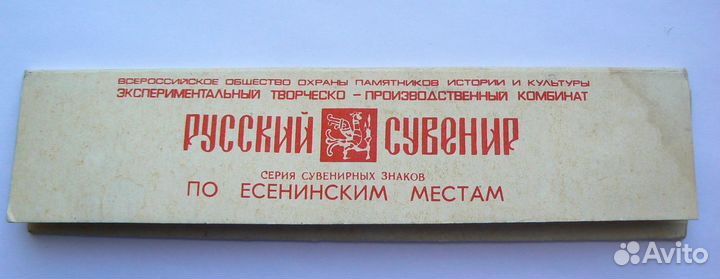 ВСЕРОССИЙСКОЕ ОБЩЕСТВО ОХРАНЫ ПАМЯТНИКОВ ИСТОРИИ И КУЛЬТУРЫ
ЭКСПЕРИМЕНТАЛЬНЫЙ ТВОРЧЕСКО - ПРОИЗВОДСТВЕННЫЙ КОМБИНАТ
РУССКИЙ СУВЕНИР
СЕРИЯ СУВЕНИРНЫХ ЗНАКОВ
ПО ЕСЕНИНСКИМ МЕСТАМ
Avito